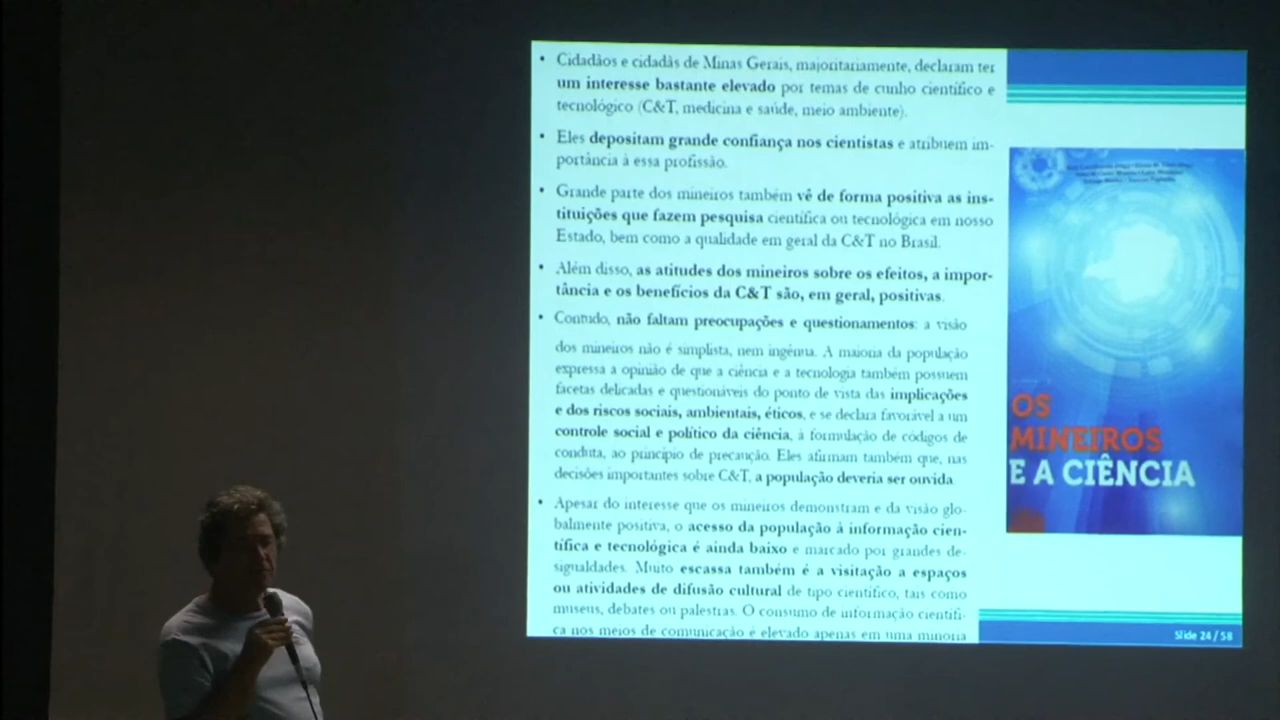 • Cidadãos e cidadãs de Minas Gerais, majoritariamente, declaram ter
um interesse bastante elevado por temas de cunho científico e
tecnológico (C&T, medicina e saúde, meio ambiente).
• Eles depositam grande confiança nos cientistas e atribuem im-
portância à essa profissão.
• Grande parte dos mineiros também vê de forma positiva as ins-
tituições que fazem pesquisa científica ou tecnológica em nosso
Estado, bem como a qualidade em geral da C&T no Brasil.
• Além disso, as atitudes dos mineiros sobre os efeitos, a impor-
tância e os benefícios da C&T são, em geral, positivas.
• Contudo, não faltam preocupações e questionamentos: a visão
dos mineiros não é simplista, nem ingênua. A maioria da população
expressa a opinião de que a ciência e a tecnologia também possuem
facetas delicadas e questionáveis do ponto de vista das implicações
e dos riscos sociais, ambientais, éticos, e se declara favorável a um
controle social e político da ciência, à formulação de códigos de
conduta, ao princípio de precaução. Eles afirmam também que, nas
decisões importantes sobre C&T, a população deveria ser ouvida.
• Apesar do interesse que os mineiros demonstram e da visão glo-
balmente positiva, o acesso da população à informação cien-
tífica e tecnológica é ainda baixo e marcado por grandes de-
sigualdades. Muito escassa também é a visitação a espaços
ou atividades de difusão cultural de tipo científico, tais como
museus, debates ou palestras. O consumo de informação científi-
ca nos meios de comunicação é elevado apenas em uma minoria
OS
MINEIROS
E A CIÊNCIA
Slide 24 / 58